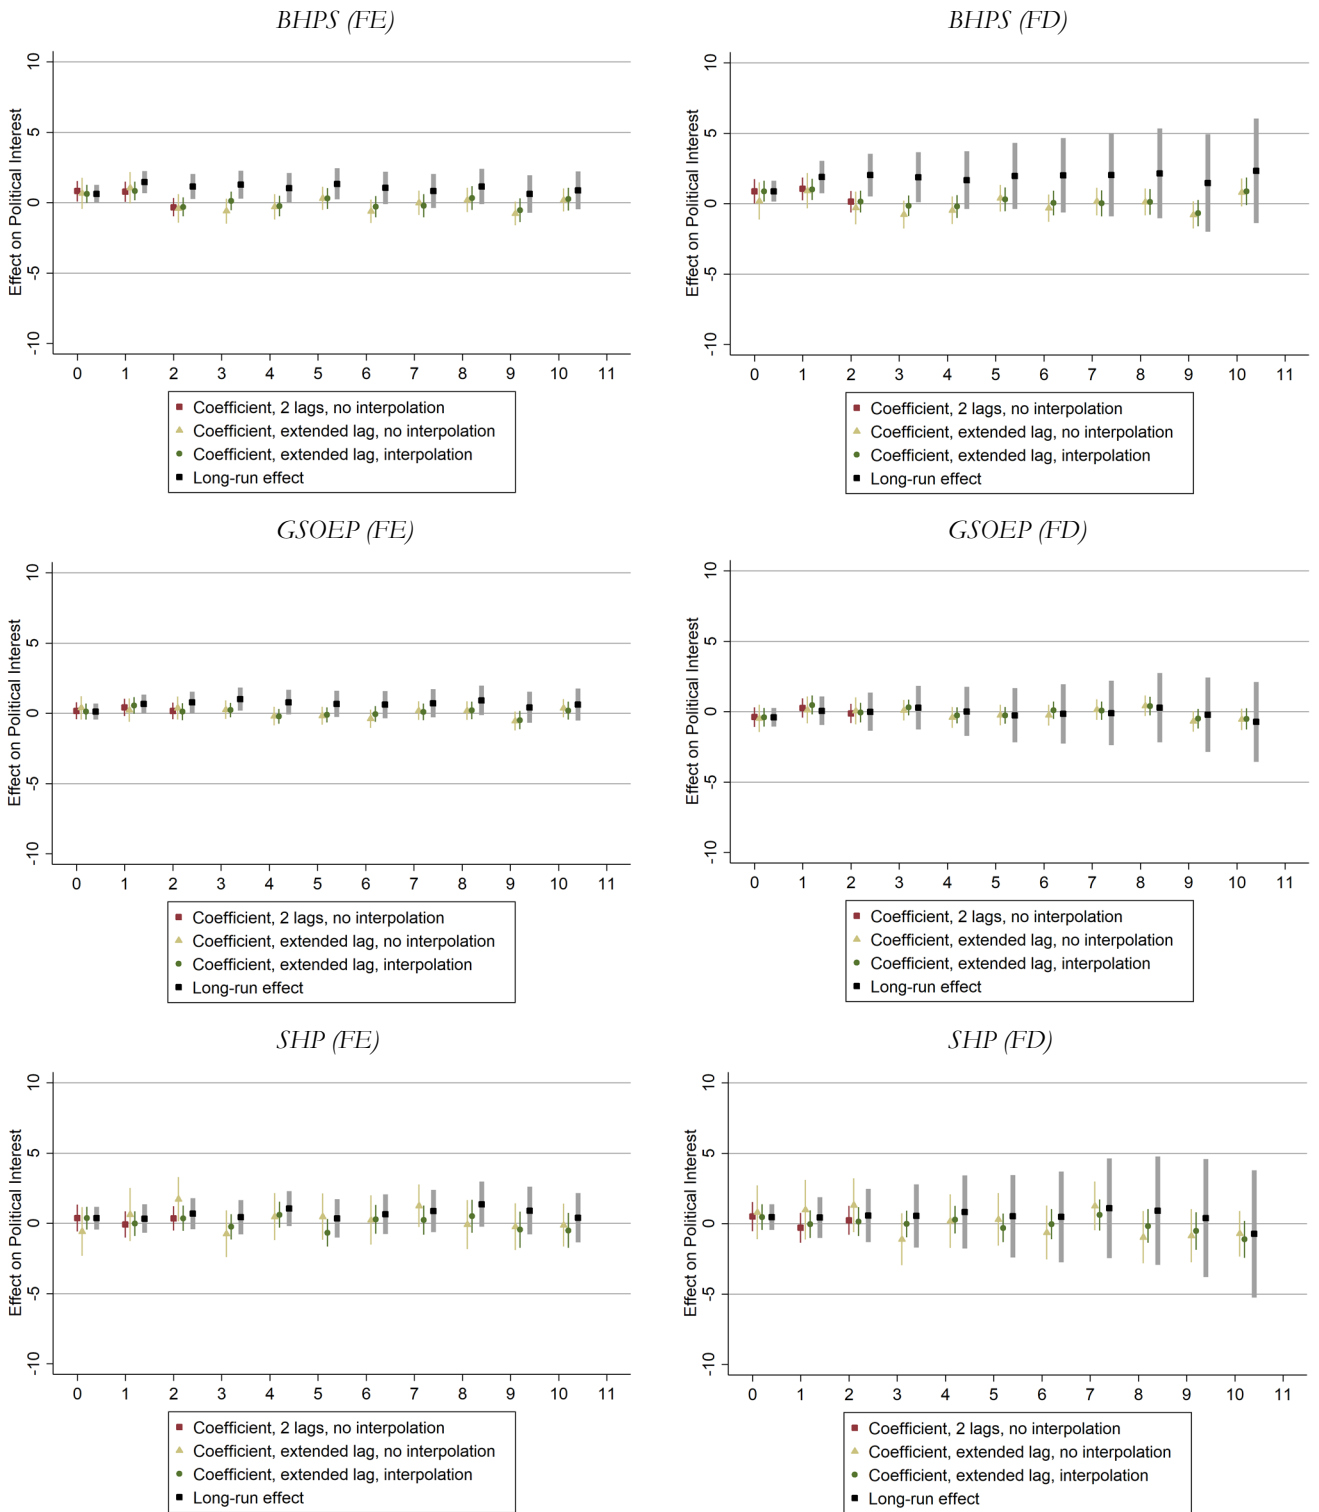 BHPS (FE)
Effect on Political Interest
10
5
0
-5
-10
0 1 2 3 4 5 6 7 8 9 10 11
Coefficient, 2 lags, no interpolation
Coefficient, extended lag, no interpolation
Coefficient, extended lag, interpolation
Long-run effect
BHPS (FD)
Effect on Political Interest
10
5
0
-5
-10
0 1 2 3 4 5 6 7 8 9 10 11
Coefficient, 2 lags, no interpolation
Coefficient, extended lag, no interpolation
Coefficient, extended lag, interpolation
Long-run effect
GSOEP (FE)
Effect on Political Interest
10
5
0
-5
-10
0 1 2 3 4 5 6 7 8 9 10 11
Coefficient, 2 lags, no interpolation
Coefficient, extended lag, no interpolation
Coefficient, extended lag, interpolation
Long-run effect
GSOEP (FD)
Effect on Political Interest
10
5
0
-5
-10
0 1 2 3 4 5 6 7 8 9 10 11
Coefficient, 2 lags, no interpolation
Coefficient, extended lag, no interpolation
Coefficient, extended lag, interpolation
Long-run effect
SHP (FE)
Effect on Political Interest
10
5
0
-5
-10
0 1 2 3 4 5 6 7 8 9 10 11
Coefficient, 2 lags, no interpolation
Coefficient, extended lag, no interpolation
Coefficient, extended lag, interpolation
Long-run effect
SHP (FD)
Effect on Political Interest
10
5
0
-5
-10
0 1 2 3 4 5 6 7 8 9 10 11
Coefficient, 2 lags, no interpolation
Coefficient, extended lag, no interpolation
Coefficient, extended lag, interpolation
Long-run effect